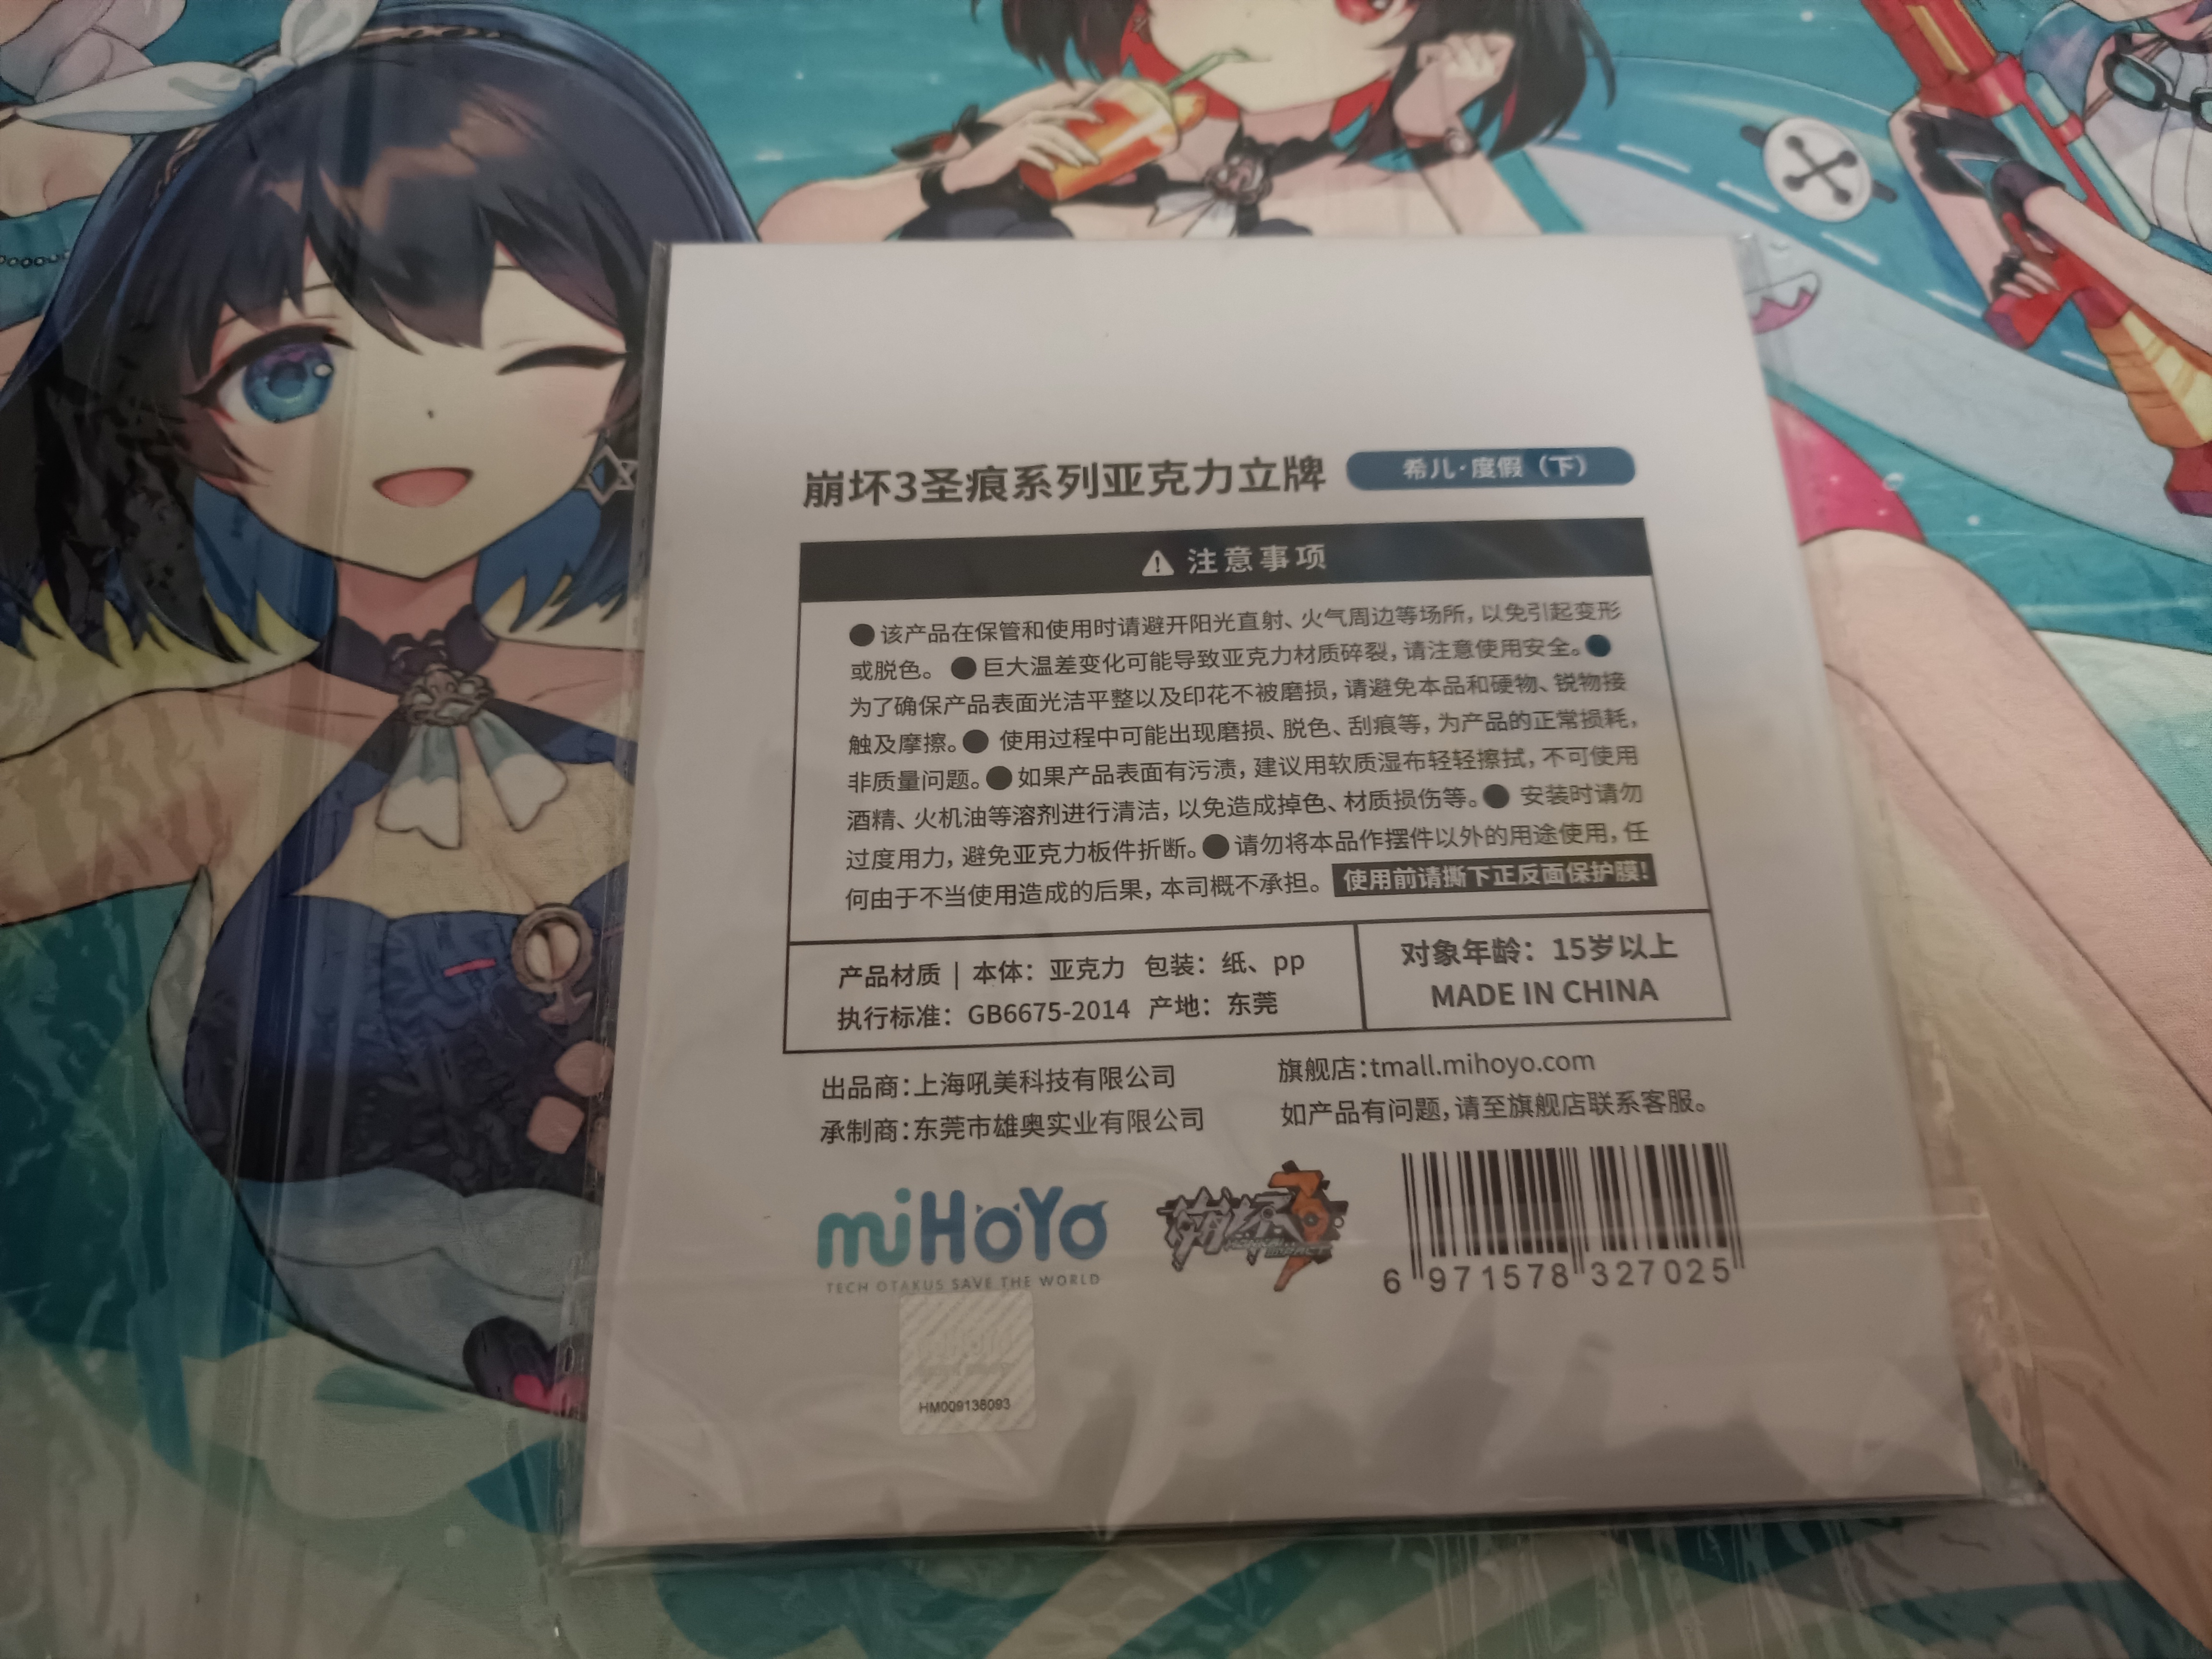 崩坏3圣痕系列亚克力立牌 希儿·度假（下）
注意事项
●该产品在保管和使用时请避开阳光直射、火气周边等场所，以免引起变形
或脱色。●巨大温差变化可能导致亚克力材质碎裂，请注意使用安全。●
为了确保产品表面光洁平整以及印花不被磨损，请避免本品和硬物、锐物接
触及摩擦。● 使用过程中可能出现磨损、脱色、刮痕等，为产品的正常损耗，
非质量问题。●如果产品表面有污渍，建议用软质湿布轻轻擦拭，不可使用
酒精、火机油等溶剂进行清洁，以免造成掉色、材质损伤等。● 安装时请勿
过度用力，避免亚克力板件折断。●请勿将本品作摆件以外的用途使用，任
何由于不当使用造成的后果，本司概不承担。 使用前请撕下正反面保护膜！
产品材质 | 本体：亚克力 包装：纸、pp
执行标准：GB6675-2014 产地：东莞
对象年龄：15岁以上
MADE IN CHINA
出品商：上海吼美科技有限公司
承制商：东莞市雄奥实业有限公司
旗舰店：tmall.mihoyo.com
如产品有问题，请至旗舰店联系客服。
miHoYo
TECH OTAKUS SAVE THE WORLD
崩坏3
HONKAI IMPACT
6 971578 327025
HM009138093